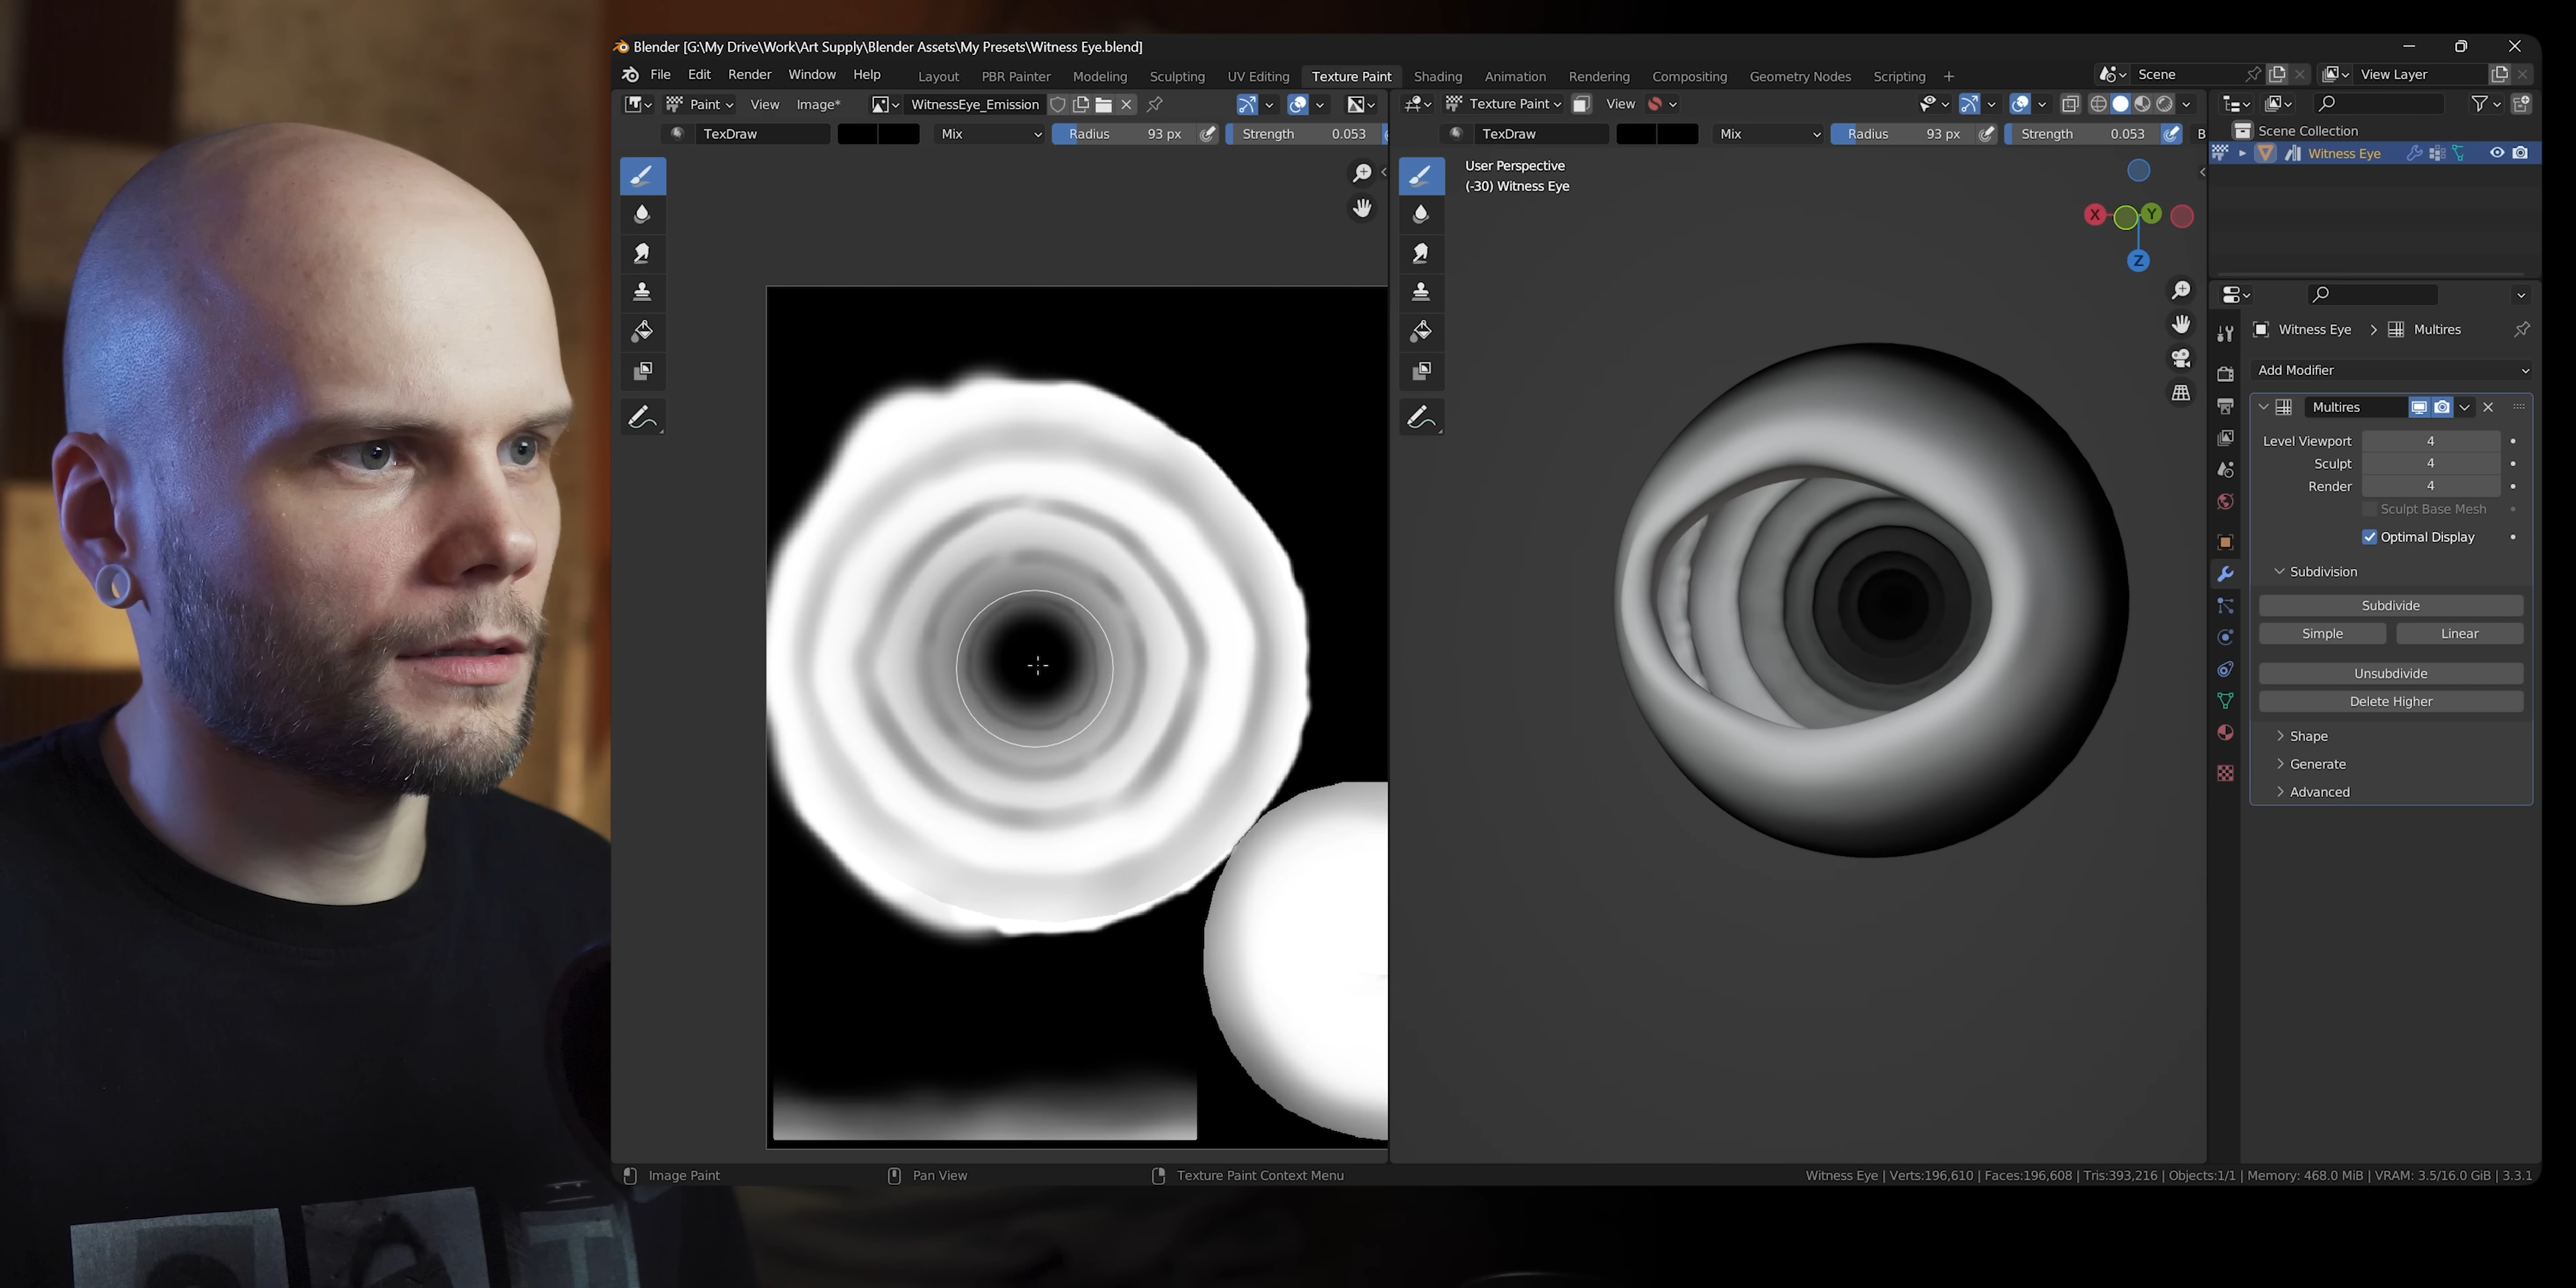 Blender [G:\My Drive\Work\Art Supply\Blender Assets\My Presets\Witness Eye.blend]
File Edit Render Window Help Layout PBR Painter Modeling Sculpting UV Editing Texture Paint Shading Animation Rendering Compositing Geometry Nodes Scripting + Scene View Layer
Paint View Image* WitnessEye_Emission Texture Paint View
TexDraw Mix Radius 93 px Strength 0.053 TexDraw Mix Radius 93 px Strength 0.053 B
Scene Collection
Witness Eye
User Perspective
(-30) Witness Eye
X Y
Z
Witness Eye > Multires
Add Modifier
Multires
Level Viewport 4
Sculpt 4
Render 4
Sculpt Base Mesh
Optimal Display
Subdivision
Subdivide
Simple Linear
Unsubdivide
Delete Higher
Shape
Generate
Advanced
Image Paint Pan View Texture Paint Context Menu Witness Eye | Verts:196,610 | Faces:196,608 | Tris:393,216 | Objects:1/1 | Memory: 468.0 MiB | VRAM: 3.5/16.0 GiB | 3.3.1